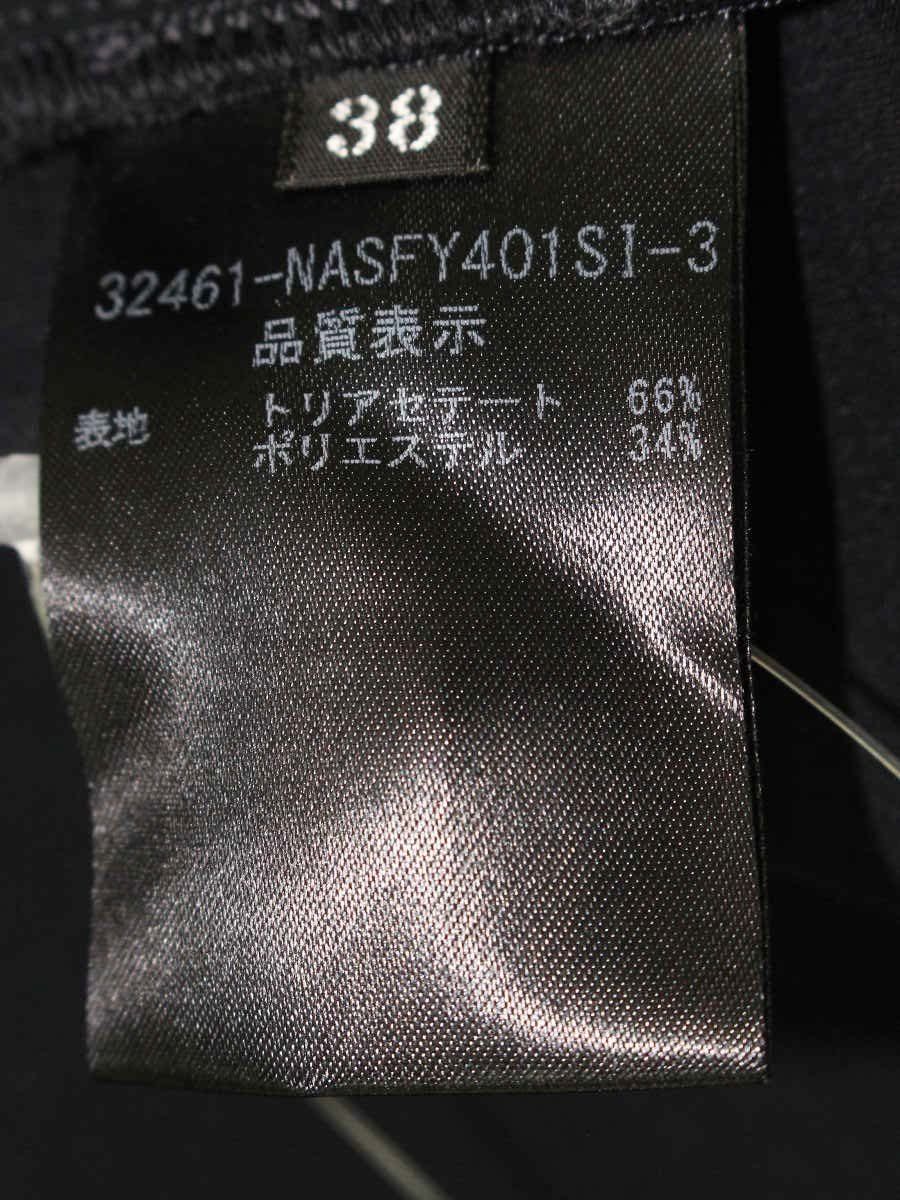 38
32461-NASFY401SI-3
品質表示
表地 トリアセテート 66%
ポリエステル 34%